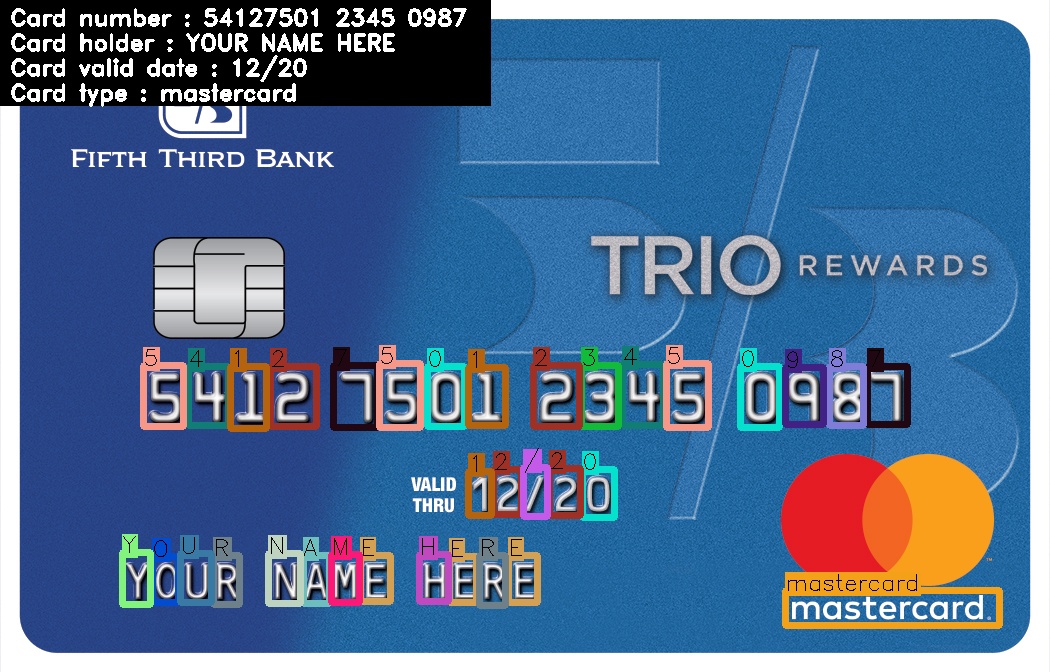 Card number : 54127501 2345 0987
Card holder : YOUR NAME HERE
Card valid date : 12/20
Card type : mastercard
FIFTH THIRD BANK
TRIO REWARDS
5 4 1 2 7 5 0 1 2 3 4 5 0 9 8 7
5412 7501 2345 0987
1 2 / 2 0
VALID THRU 12/20
Y O U R N A M E H E R E
YOUR NAME HERE
mastercard
mastercard.